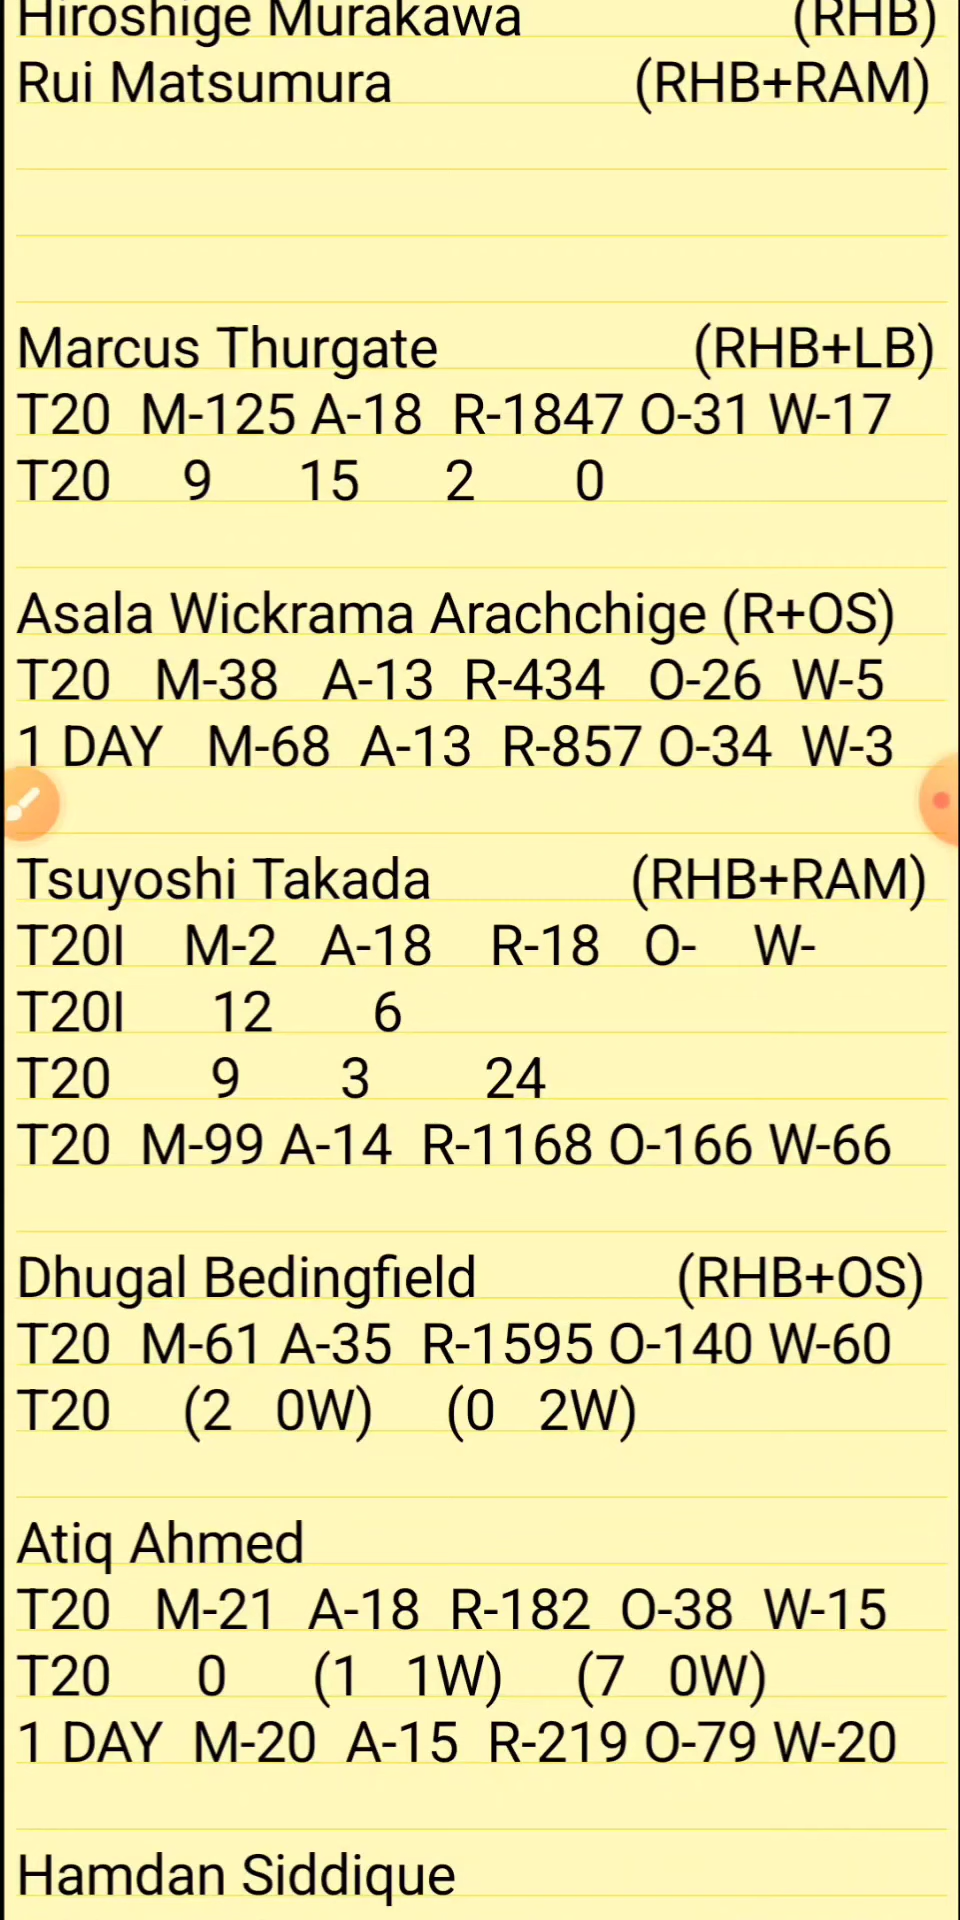 Hiroshige Murakawa (RHB)
Rui Matsumura (RHB+RAM)
Marcus Thurgate (RHB+LB)
T20 M-125 A-18 R-1847 O-31 W-17
T20 9 15 2 0
Asala Wickrama Arachchige (R+OS)
T20 M-38 A-13 R-434 O-26 W-5
1 DAY M-68 A-13 R-857 O-34 W-3
Tsuyoshi Takada (RHB+RAM)
T20I M-2 A-18 R-18 O- W-
T20I 12 6
T20 9 3 24
T20 M-99 A-14 R-1168 O-166 W-66
Dhugal Bedingfield (RHB+OS)
T20 M-61 A-35 R-1595 O-140 W-60
T20 (2 0W) (0 2W)
Atiq Ahmed
T20 M-21 A-18 R-182 O-38 W-15
T20 0 (1 1W) (7 0W)
1 DAY M-20 A-15 R-219 O-79 W-20
Hamdan Siddique